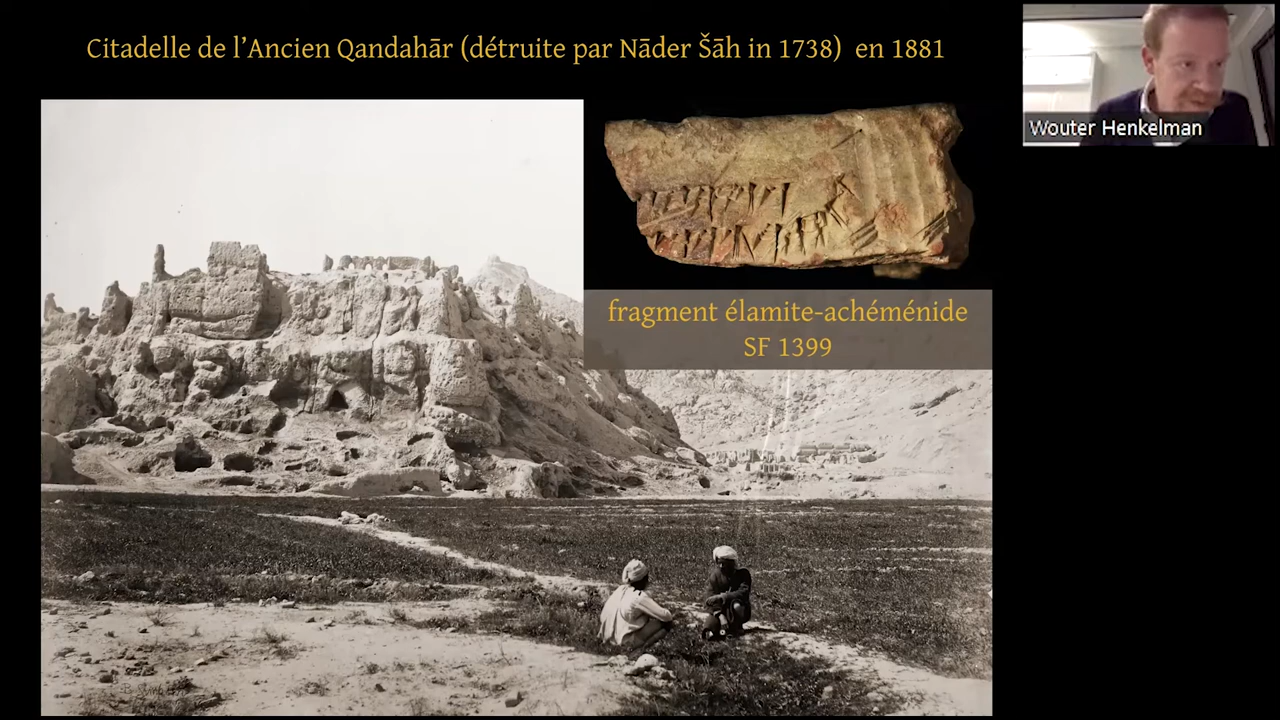 Citadelle de l’Ancien Qandahār (détruite par Nāder Šāh in 1738)  en 1881
Wouter Henkelman
fragment élamite-achéménide
SF 1399